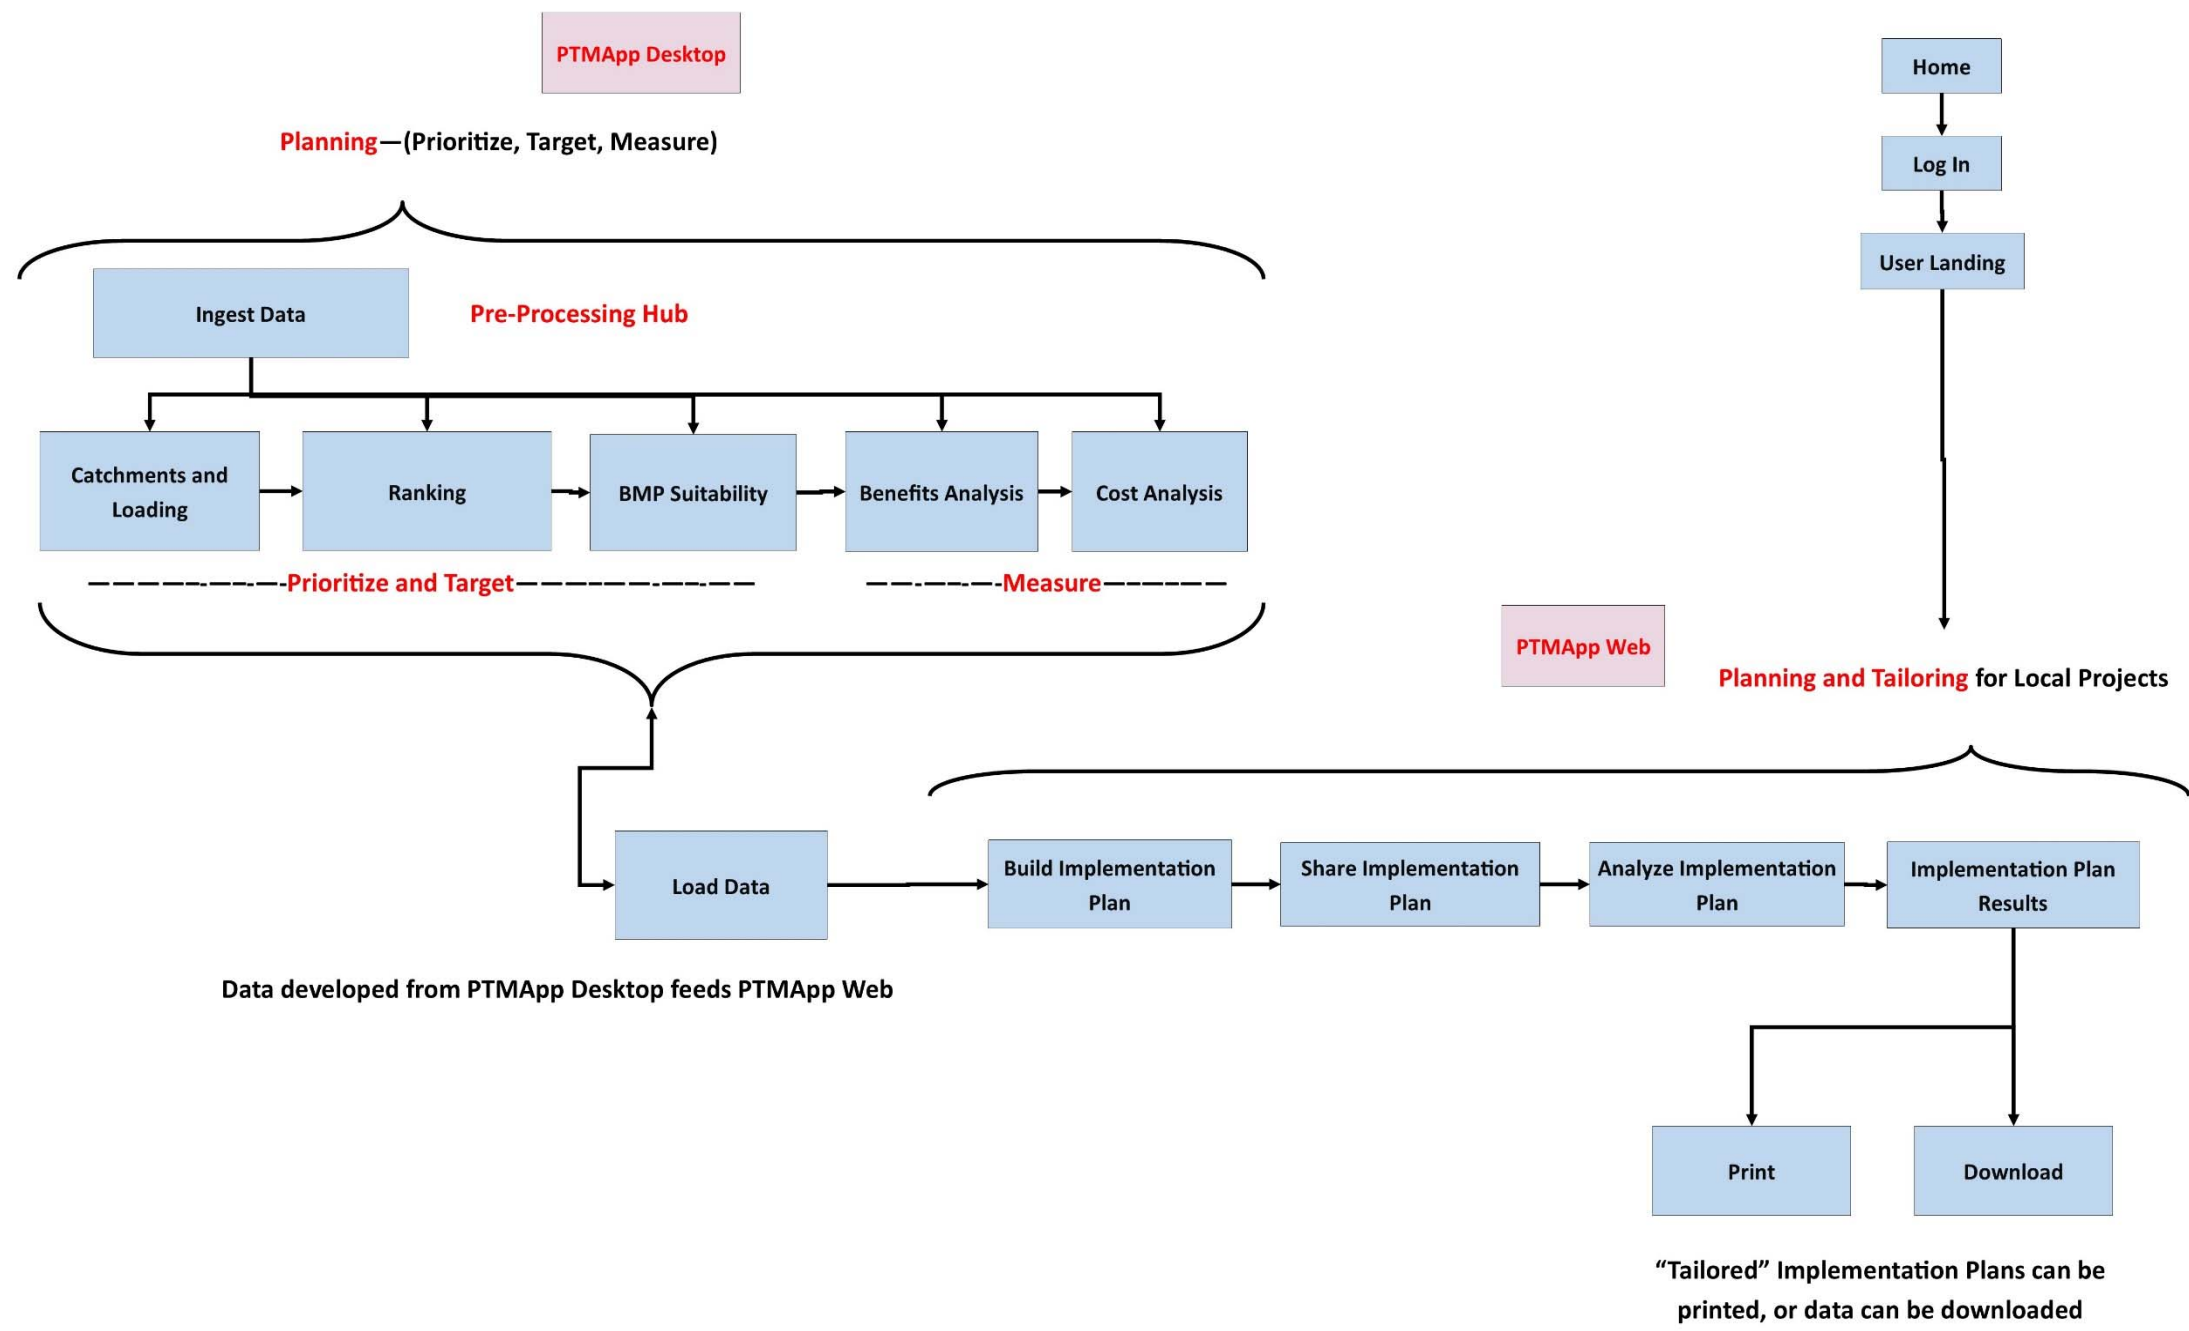 PTMApp Desktop
Planning—(Prioritize, Target, Measure)
Ingest Data
Pre-Processing Hub
Catchments and
Loading
Ranking
BMP Suitability
Benefits Analysis
Cost Analysis
Prioritize and Target
Measure
Home
Log In
User Landing
PTMApp Web
Planning and Tailoring for Local Projects
Load Data
Build Implementation
Plan
Share Implementation
Plan
Analyze Implementation
Plan
Implementation Plan
Results
Data developed from PTMApp Desktop feeds PTMApp Web
Print
Download
“Tailored” Implementation Plans can be
printed, or data can be downloaded